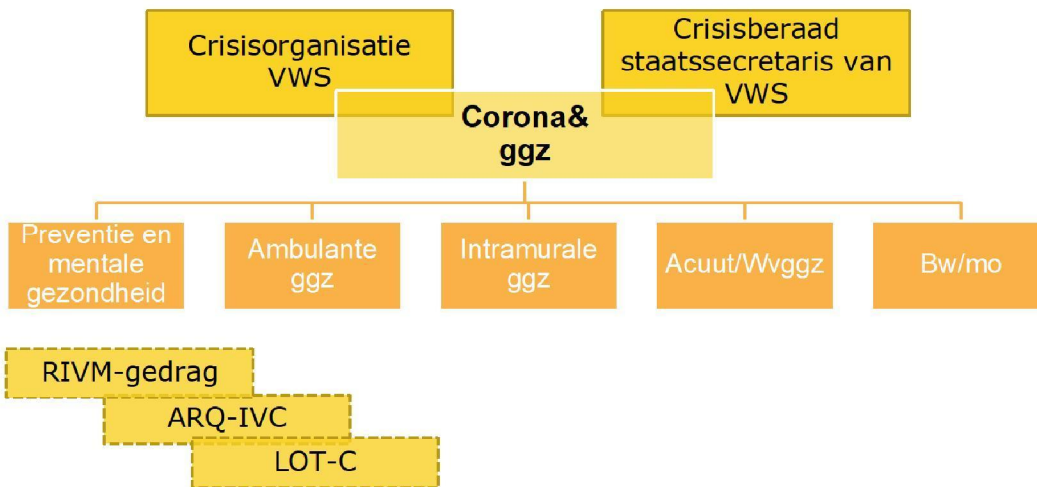 Crisisorganisatie
VWS
Crisisberaad
staatssecretaris van
VWS
Corona&
ggz
Preventie en
mentale
gezondheid
Ambulante
ggz
Intramurale
ggz
Acuut/Wvggz
Bw/mo
RIVM-gedrag
ARQ-IVC
LOT-C